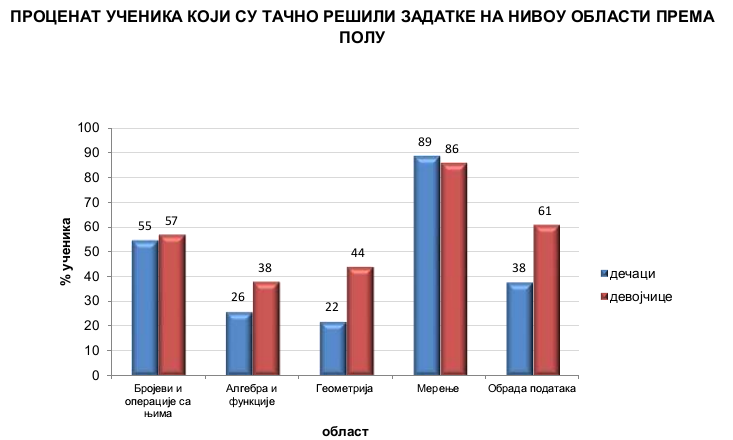 ПРОЦЕНАТ УЧЕНИКА КОЈИ СУ ТАЧНО РЕШИЛИ ЗАДАТКЕ НА НИВОУ ОБЛАСТИ ПРЕМА
ПОЛУ
100
90
80
70
60
50
40
30
20
10
0
% ученика
55
57
26
38
22
44
89
86
38
61
Бројеви и
операције са
њима
Алгебра и
функције
Геометрија
Мерење
Обрада података
област
дечаци
девојчице